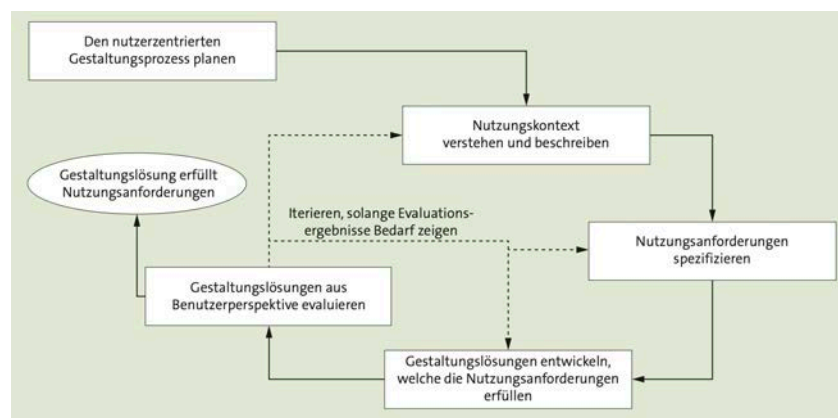 Den nutzerzentrierten
Gestaltungsprozess planen
Nutzungskontext
verstehen und beschreiben
Gestaltungslösung erfüllt
Nutzungsanforderungen
Iterieren, solange Evaluations-
ergebnisse Bedarf zeigen
Nutzungsanforderungen
spezifizieren
Gestaltungslösungen aus
Benutzerperspektive evaluieren
Gestaltungslösungen entwickeln,
welche die Nutzungsanforderungen
erfüllen